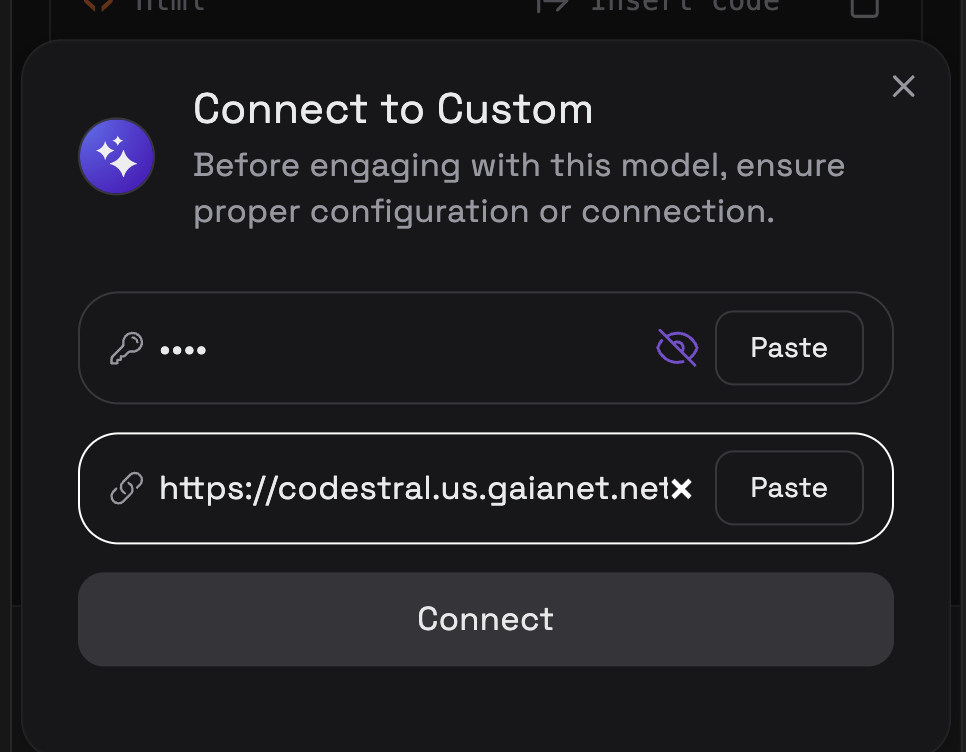 html
Insert code
Connect to Custom
Before engaging with this model, ensure
proper configuration or connection.
••••
Paste
https://codestral.us.gaianet.net
Paste
Connect